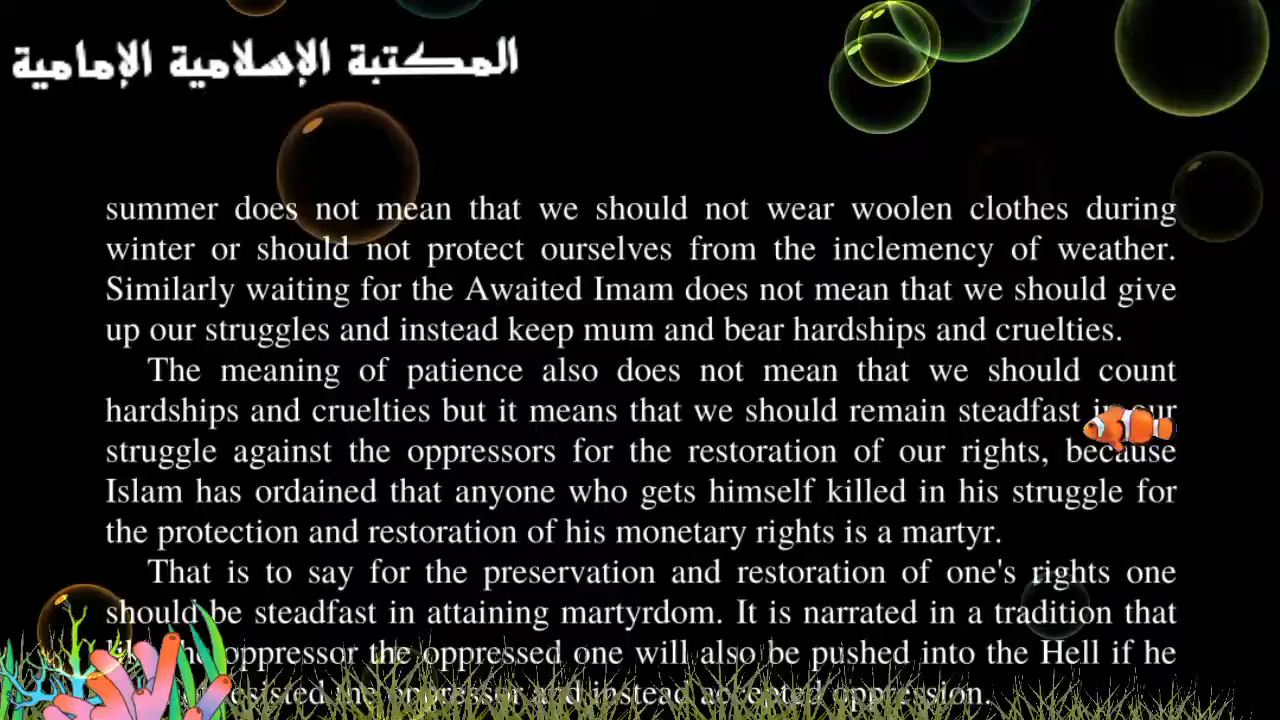 المكتبة الإسلامية الإمامية
summer does not mean that we should not wear woolen clothes during
winter or should not protect ourselves from the inclemency of weather.
Similarly waiting for the Awaited Imam does not mean that we should give
up our struggles and instead keep mum and bear hardships and cruelties.
The meaning of patience also does not mean that we should count
hardships and cruelties but it means that we should remain steadfast in our
struggle against the oppressors for the restoration of our rights, because
Islam has ordained that anyone who gets himself killed in his struggle for
the protection and restoration of his monetary rights is a martyr.
That is to say for the preservation and restoration of one's rights one
should be steadfast in attaining martyrdom. It is narrated in a tradition that
the oppressor the oppressed one will also be pushed into the Hell if he
resisted the oppressor and instead accepted oppression.